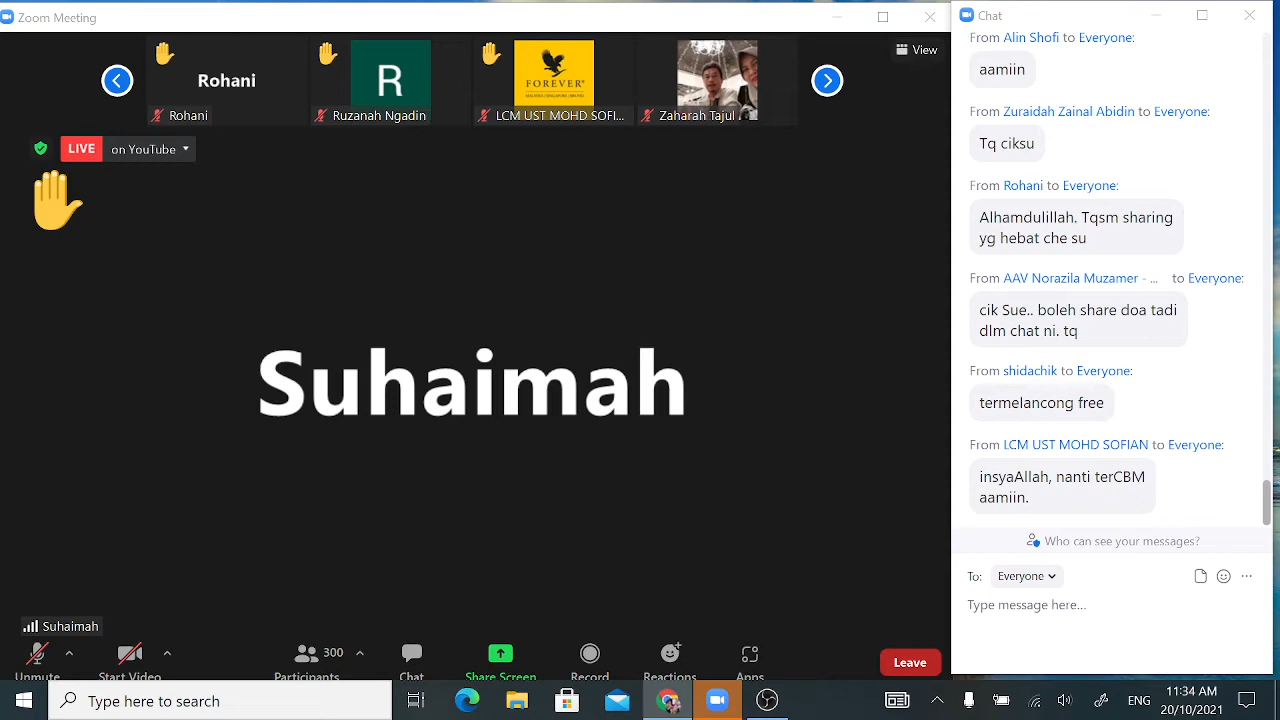 Zoom Meeting
Rohani
Rohani
R
Ruzanah Ngadin
FOREVER
LCM UST MOHD SOFI...
Zaharah Tajul
View
LIVE
on YouTube
Suhaimah
Suhaimah
Unmute
Start Video
300
Participants
Chat
Share Screen
Record
Reactions
Apps
Leave
Chat
From Alin Shofi to Everyone:
aamiin
From Zuraidah Zainal Abidin to Everyone:
Tq ciksu
From Rohani to Everyone:
Alhamdulillah. Tqsm sharing
yg hebat che su
From AAV Norazila Muzamer - ... to Everyone:
cik Sue.. boleh share doa tadi
dlm chat ni. tq
From shidachik to Everyone:
termelancong free
From LCM UST MOHD SOFIAN to Everyone:
insyaAllah, nanti terCBM
aamiin.
Who can see your messages?
To: Everyone
Type message here...
Type here to search
ENG
11:34 AM
20/10/2021